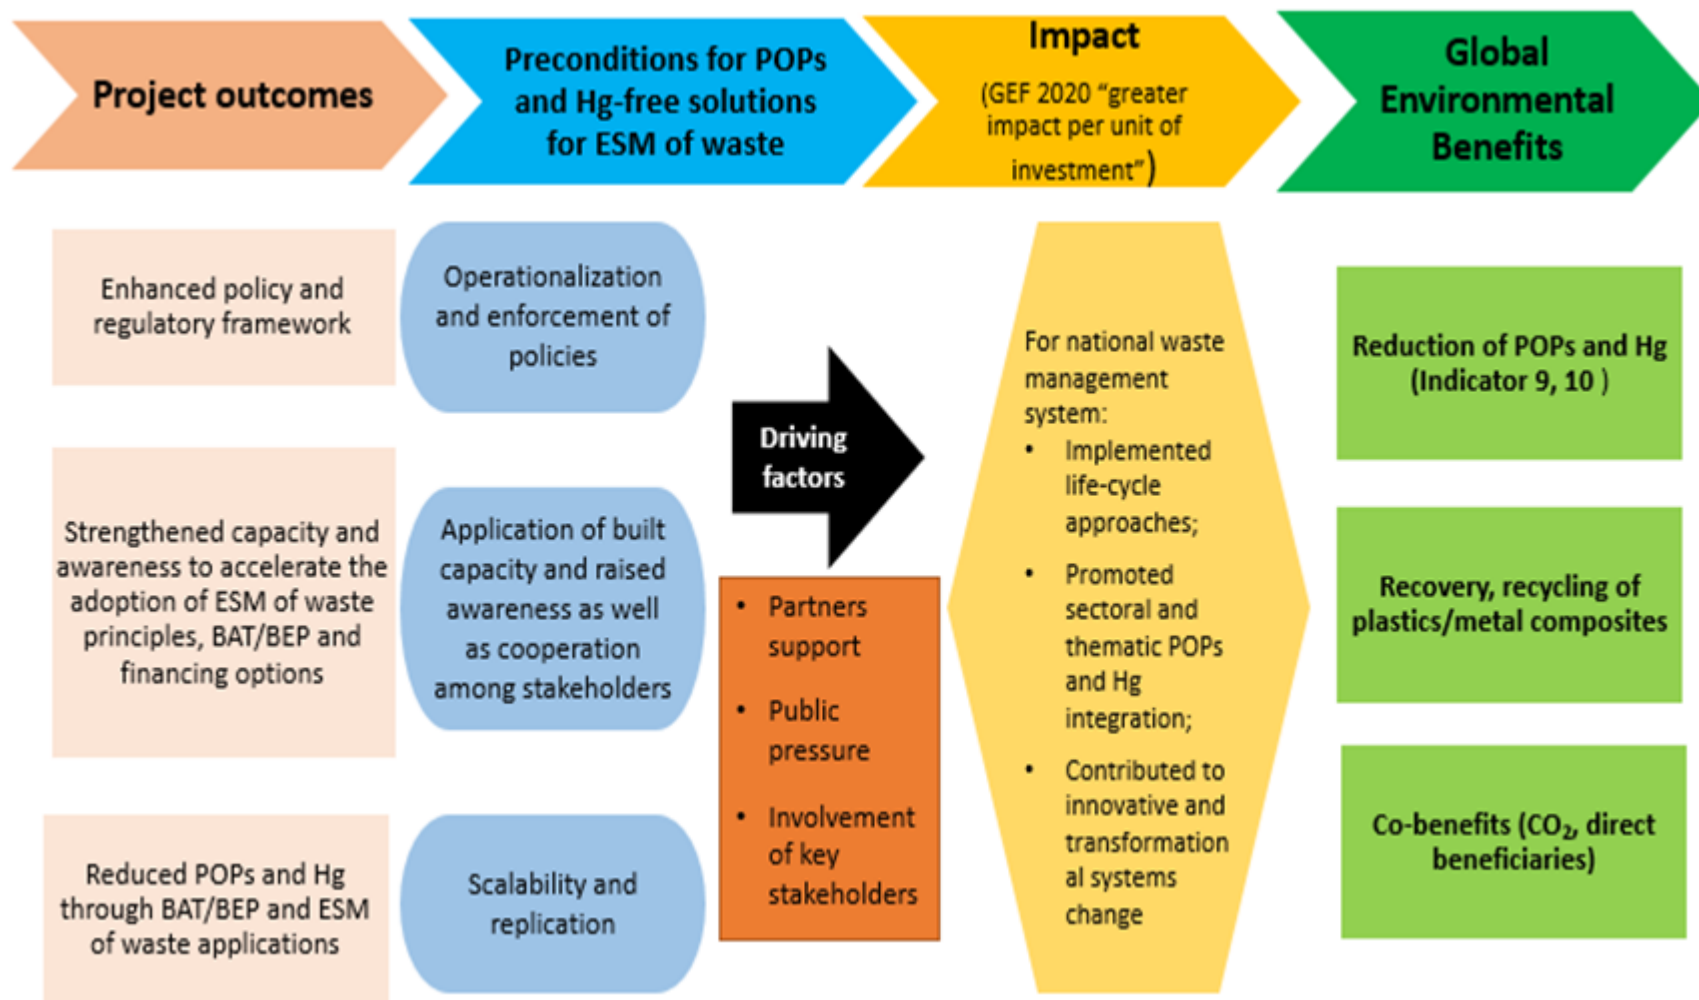 Project outcomes
Preconditions for POPs
and Hg-free solutions
for ESM of waste
Impact
(GEF 2020 “greater
impact per unit of
investment”)
Global
Environmental
Benefits
Enhanced policy and
regulatory framework
Strengthened capacity and
awareness to accelerate the
adoption of ESM of waste
principles, BAT/BEP and
financing options
Reduced POPs and Hg
through BAT/BEP and ESM
of waste applications
Operationalization
and enforcement of
policies
Application of built
capacity and raised
awareness as well
as cooperation
among stakeholders
Scalability and
replication
Driving
factors
• Partners
support
• Public
pressure
• Involvement
of key
stakeholders
For national waste
management
system:
• Implemented
life-cycle
approaches;
• Promoted
sectoral and
thematic POPs
and Hg
integration;
• Contributed to
innovative and
transformation
al systems
change
Reduction of POPs and Hg
(Indicator 9, 10 )
Recovery, recycling of
plastics/metal composites
Co-benefits (CO₂, direct
beneficiaries)